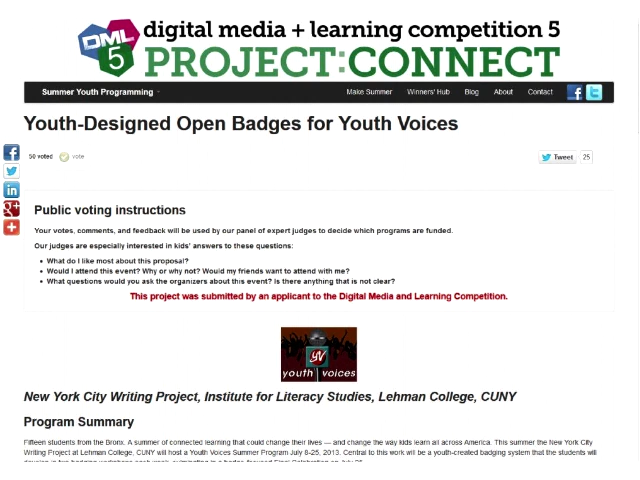 DML 5
digital media + learning competition 5
PROJECT:CONNECT
Summer Youth Programming
Make Summer Winners' Hub Blog About Contact
Youth-Designed Open Badges for Youth Voices
50 voted vote
Tweet 25
Public voting instructions
Your votes, comments, and feedback will be used by our panel of expert judges to decide which programs are funded.
Our judges are especially interested in kids' answers to these questions:
What do I like most about this proposal?
Would I attend this event? Why or why not? Would my friends want to attend with me?
What questions would you ask the organizers about this event? Is there anything that is not clear?
This project was submitted by an applicant to the Digital Media and Learning Competition.
YV
youth voices
New York City Writing Project, Institute for Literacy Studies, Lehman College, CUNY
Program Summary
Fifteen students from the Bronx. A summer of connected learning that could change their lives — and change the way kids learn all across America. This summer the New York City
Writing Project at Lehman College, CUNY will host a Youth Voices Summer Program July 8-25, 2013. Central to this work will be a youth-created badging system that the students will